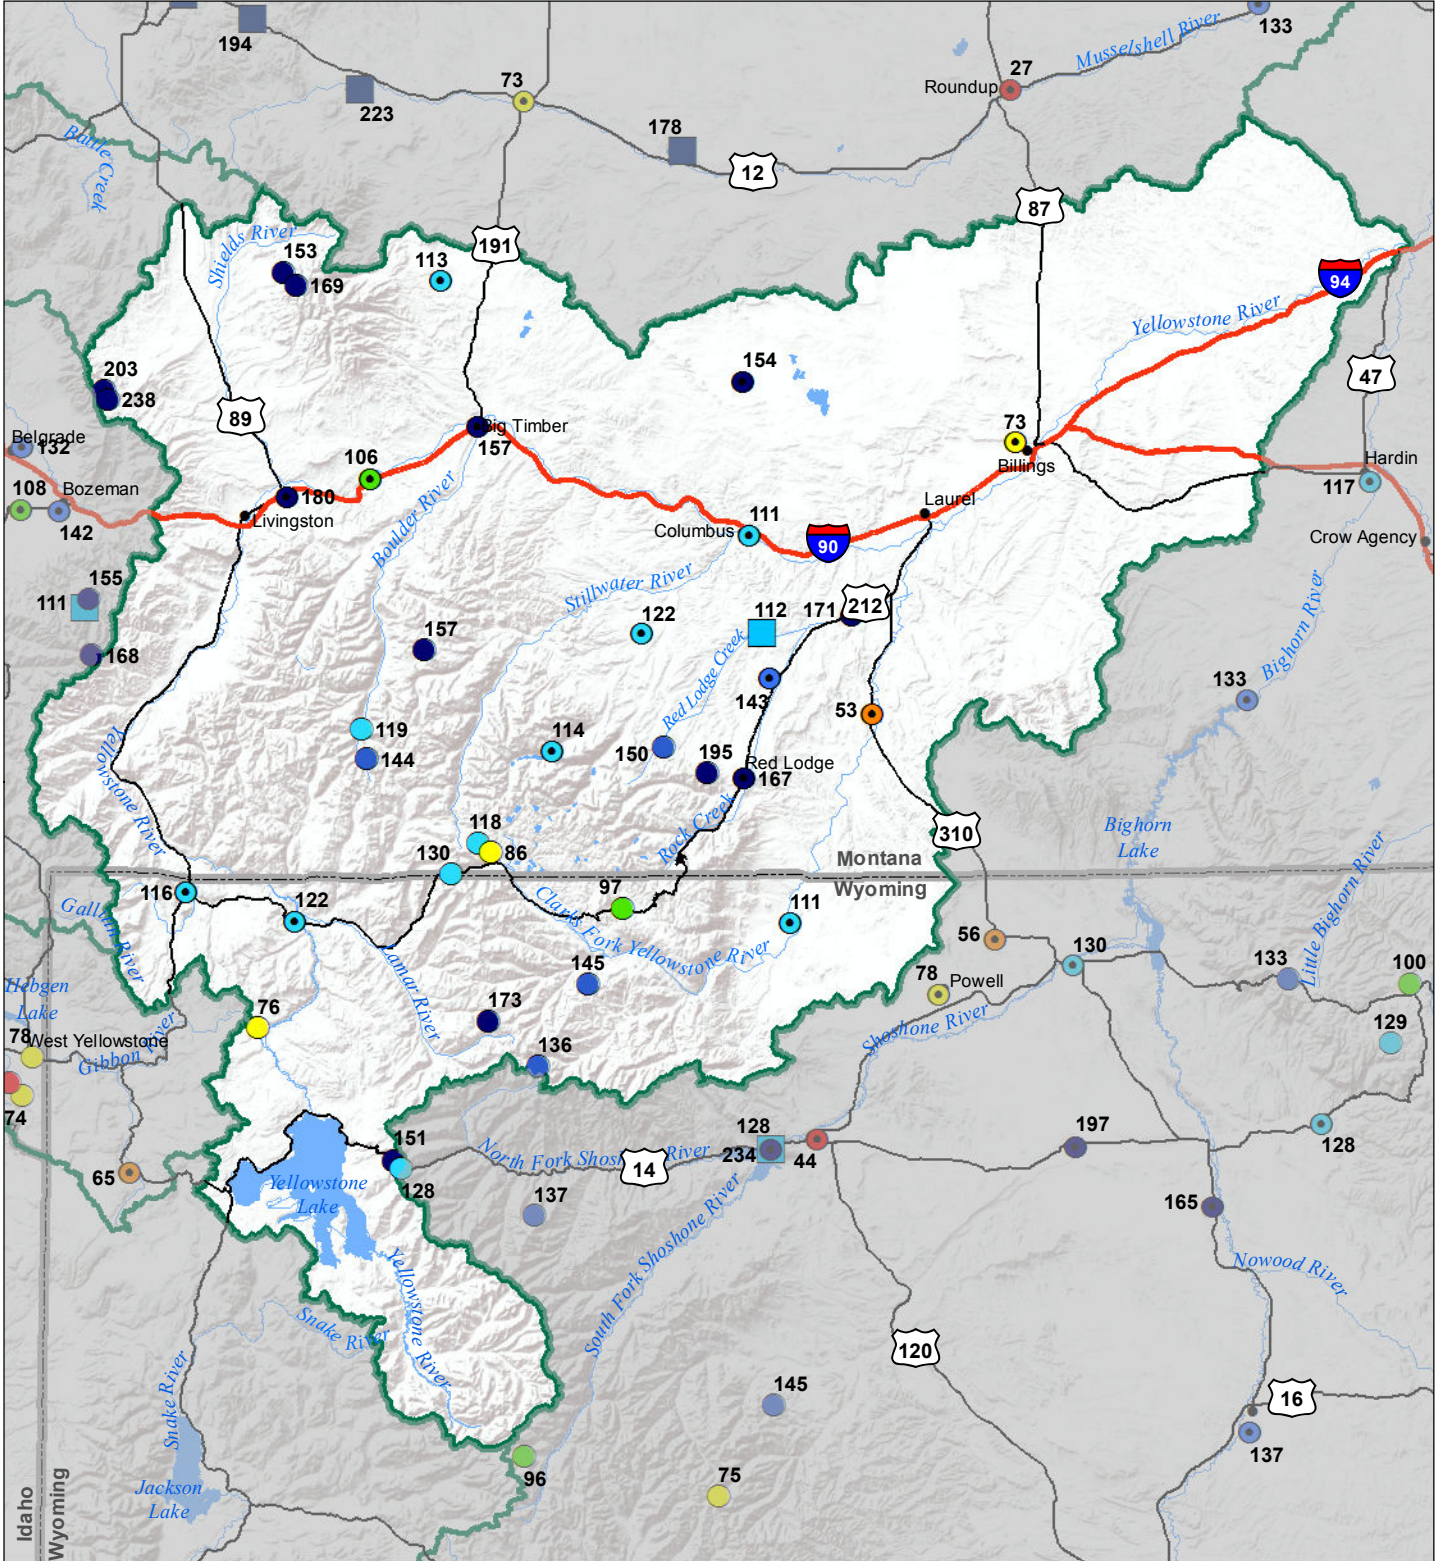 194
133
Musselshell River
73
27
Roundup
223
178
12
Battle Creek
87
191
Shields River
153
169
113
94
Yellowstone River
203
238
154
47
89
Big Timber
157
73
Billings
Belgrade
132
106
Hardin
117
108
Bozeman
142
180
Livingston
Boulder River
Laurel
Columbus
111
90
Crow Agency
155
111
168
Stillwater River
122
112
171
212
157
Red Lodge Creek
143
Bighorn River
133
53
119
144
114
150
195
Red Lodge
167
Yellowstone River
118
86
130
Rock Creek
310
Bighorn
Lake
Montana
Wyoming
Little Bighorn River
116
122
97
Clarks Fork Yellowstone River
111
Gallatin River
56
130
133
100
145
78
Powell
Hebgen
Lake
Lamar River
173
76
136
Shoshone River
129
78
West Yellowstone
Gibbon River
74
151
128
North Fork Shoshone River
14
128
234
44
197
128
65
Yellowstone
Lake
137
165
South Fork Shoshone River
Yellowstone River
Nowood River
Snake River
Snake River
120
145
16
137
96
75
Jackson
Lake
Idaho
Wyoming